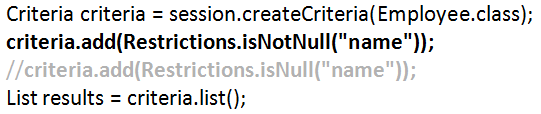 Criteria criteria = session.createCriteria(Employee.class);
criteria.add(Restrictions.isNotNull("name"));
//criteria.add(Restrictions.isNull("name"));
List results = criteria.list();